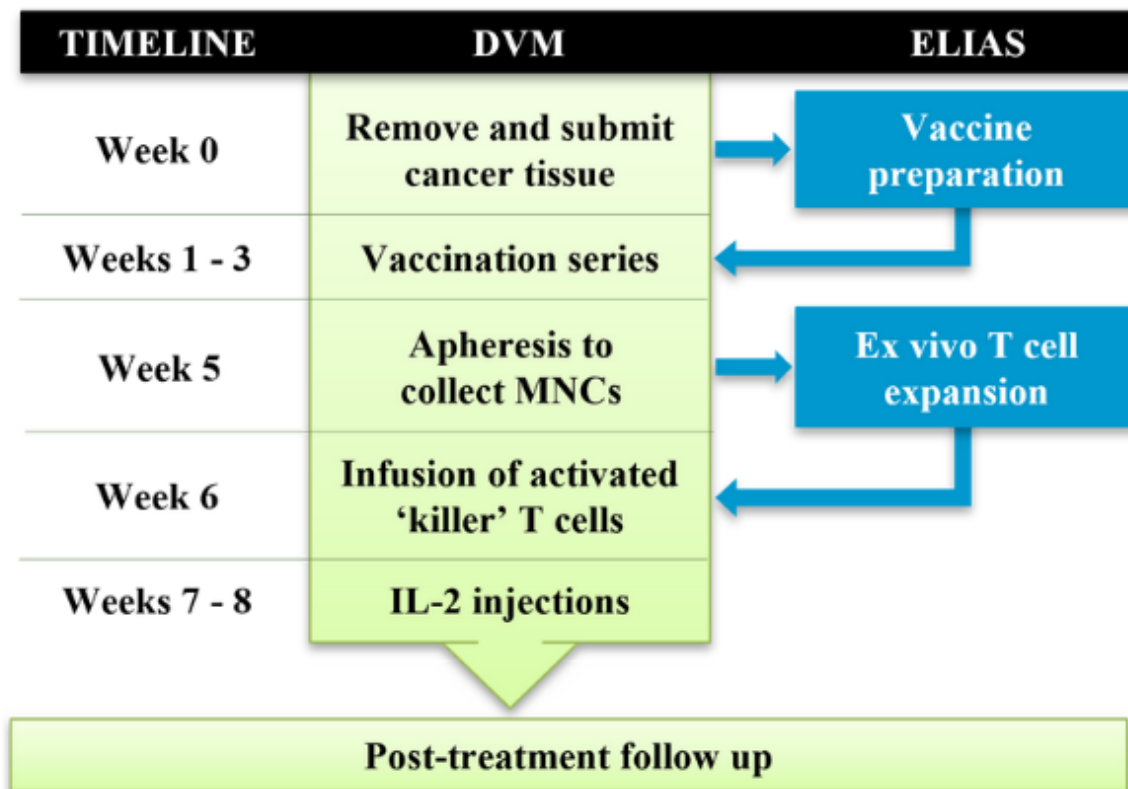 TIMELINE DVM ELIAS
Week 0
Remove and submit
cancer tissue
Vaccine
preparation
Weeks 1 - 3
Vaccination series
Week 5
Apheresis to
collect MNCs
Ex vivo T cell
expansion
Week 6
Infusion of activated
‘killer’ T cells
Weeks 7 - 8
IL-2 injections
Post-treatment follow up